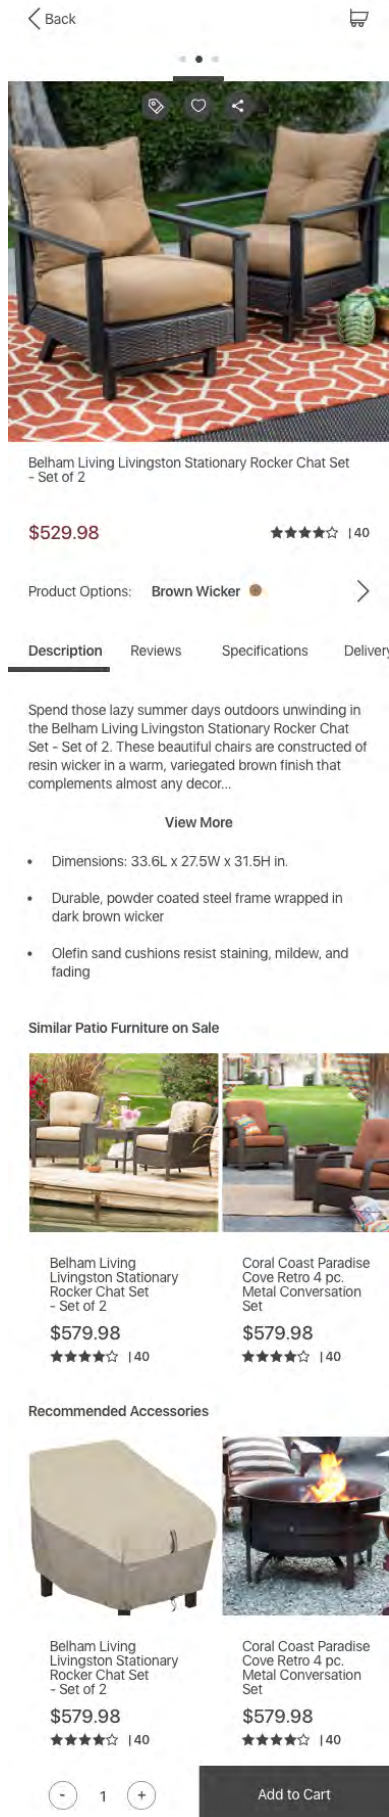 Back
Belham Living Livingston Stationary Rocker Chat Set
- Set of 2
$529.98 | 40
Product Options: Brown Wicker
Description Reviews Specifications Delivery
Spend those lazy summer days outdoors unwinding in
the Belham Living Livingston Stationary Rocker Chat
Set - Set of 2. These beautiful chairs are constructed of
resin wicker in a warm, variegated brown finish that
complements almost any decor...
View More
• Dimensions: 33.6L x 27.5W x 31.5H in.
• Durable, powder coated steel frame wrapped in
dark brown wicker
• Olefin sand cushions resist staining, mildew, and
fading
Similar Patio Furniture on Sale
Belham Living
Livingston Stationary
Rocker Chat Set
- Set of 2
$579.98
| 40
Coral Coast Paradise
Cove Retro 4 pc.
Metal Conversation
Set
$579.98
| 40
Recommended Accessories
Belham Living
Livingston Stationary
Rocker Chat Set
- Set of 2
$579.98
| 40
Coral Coast Paradise
Cove Retro 4 pc.
Metal Conversation
Set
$579.98
| 40
- 1 + Add to Cart